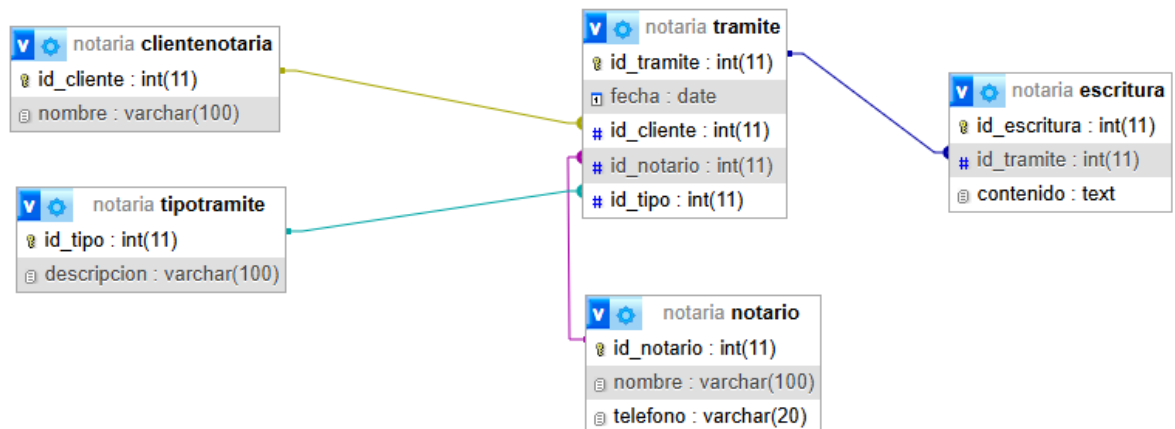 v notaria clientenotaria
id_cliente : int(11)
nombre : varchar(100)
v notaria tipotramite
id_tipo : int(11)
descripcion : varchar(100)
v notaria tramite
id_tramite : int(11)
fecha : date
# id_cliente : int(11)
# id_notario : int(11)
# id_tipo : int(11)
v notaria notario
id_notario : int(11)
nombre : varchar(100)
telefono : varchar(20)
v notaria escritura
id_escritura : int(11)
# id_tramite : int(11)
contenido : text